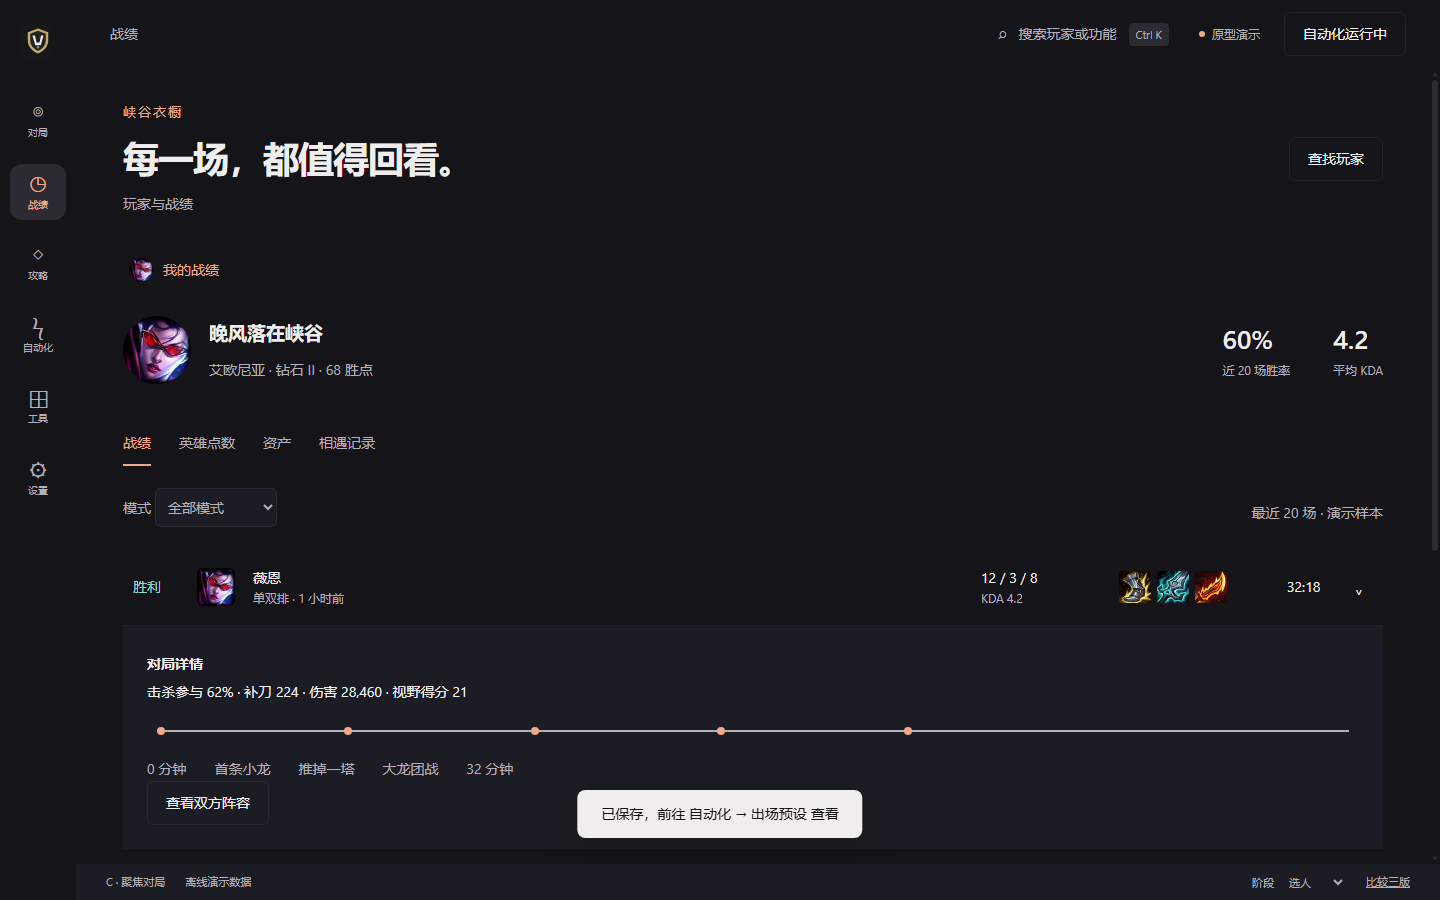 战绩
搜索玩家或功能 Ctrl K
原型演示
自动化运行中
对局
战绩
攻略
自动化
工具
设置
峡谷衣橱
每一场，都值得回看。
玩家与战绩
查找玩家
我的战绩
晚风落在峡谷
艾欧尼亚 · 钻石 II · 68 胜点
60%
近 20 场胜率
4.2
平均 KDA
战绩 英雄点数 资产 相遇记录
模式 全部模式
最近 20 场 · 演示样本
胜利
薇恩
单双排 · 1 小时前
12 / 3 / 8
KDA 4.2
32:18
对局详情
击杀参与 62% · 补刀 224 · 伤害 28,460 · 视野得分 21
0 分钟 首条小龙 推掉一塔 大龙团战 32 分钟
查看双方阵容
已保存，前往 自动化 → 出场预设 查看
C · 聚焦对局 离线演示数据
阶段 选人 比较三版